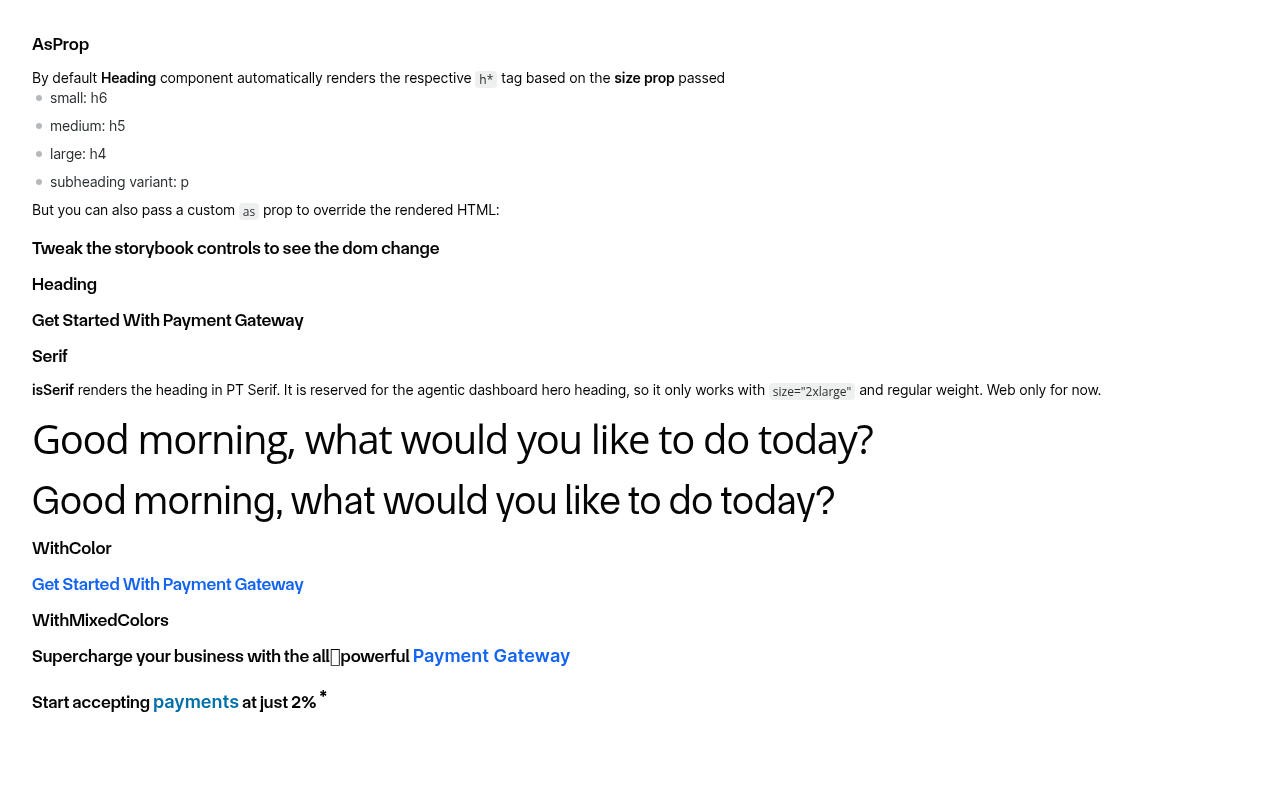 AsProp
By default Heading component automatically renders the respective h* tag based on the size prop passed
small: h6
medium: h5
large: h4
subheading variant: p
But you can also pass a custom as prop to override the rendered HTML:
Tweak the storybook controls to see the dom change
Heading
Get Started With Payment Gateway
Serif
isSerif renders the heading in PT Serif. It is reserved for the agentic dashboard hero heading, so it only works with size="2xlarge" and regular weight. Web only for now.
Good morning, what would you like to do today?
Good morning, what would you like to do today?
WithColor
Get Started With Payment Gateway
WithMixedColors
Supercharge your business with the all▯powerful Payment Gateway
Start accepting payments at just 2% *